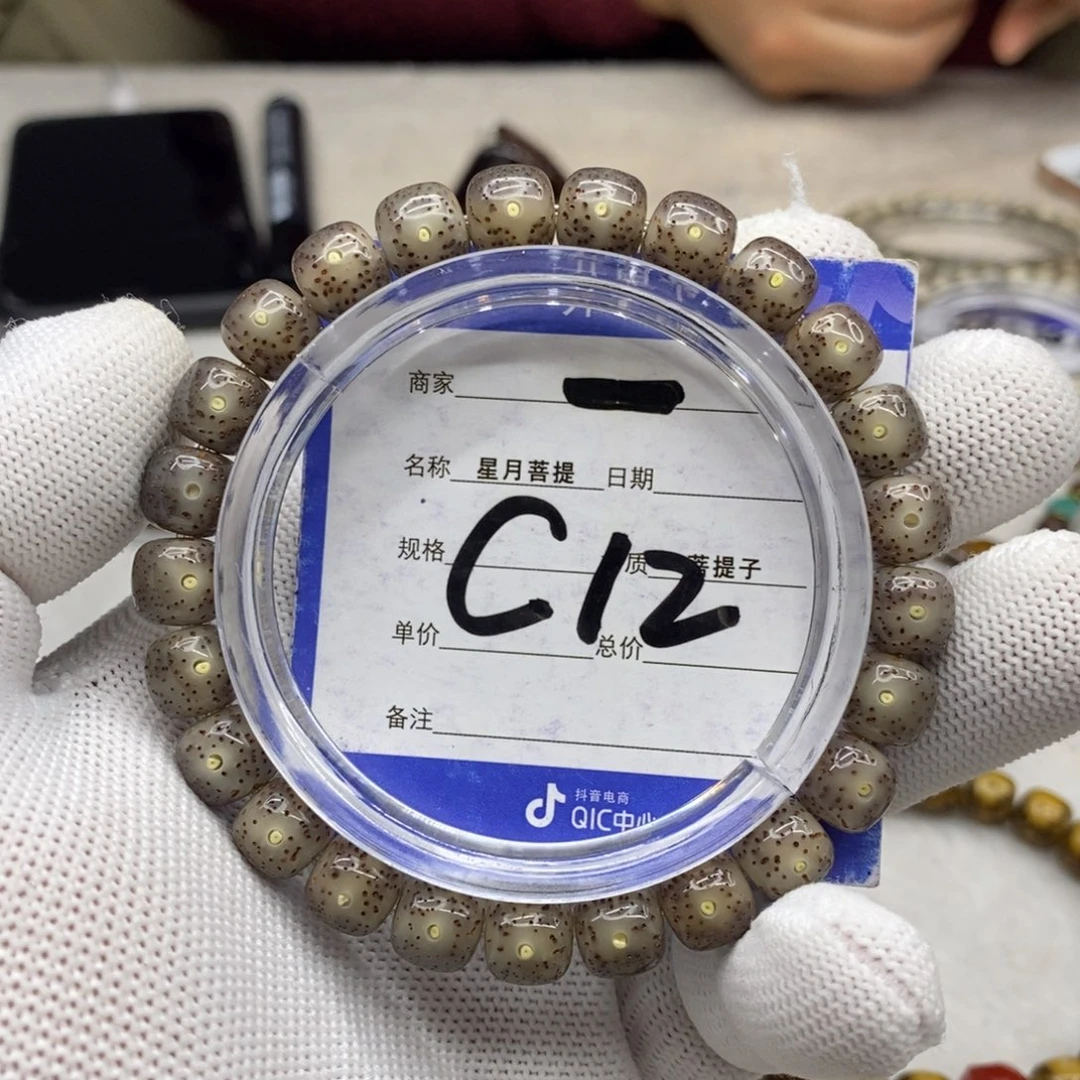 商家
名称 星月菩提 日期
规格 质 菩提子
C12
单价 总价
备注
抖音电商
QIC中心